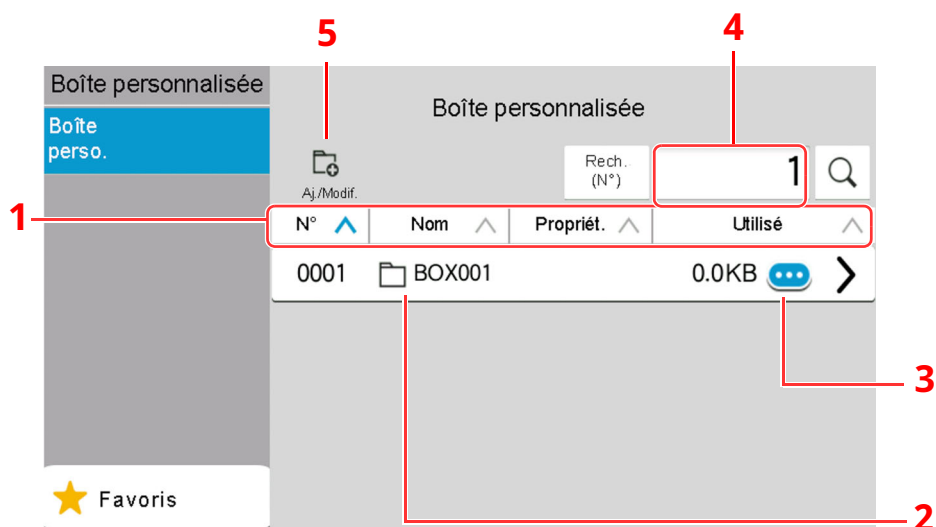 5
4
Boîte personnalisée
Boîte
perso.
Boîte personnalisée
Aj./Modif.
Rech.
(N°)
1
1
N° Nom Propriét. Utilisé
0001 BOX001 0.0KB
3
Favoris
2